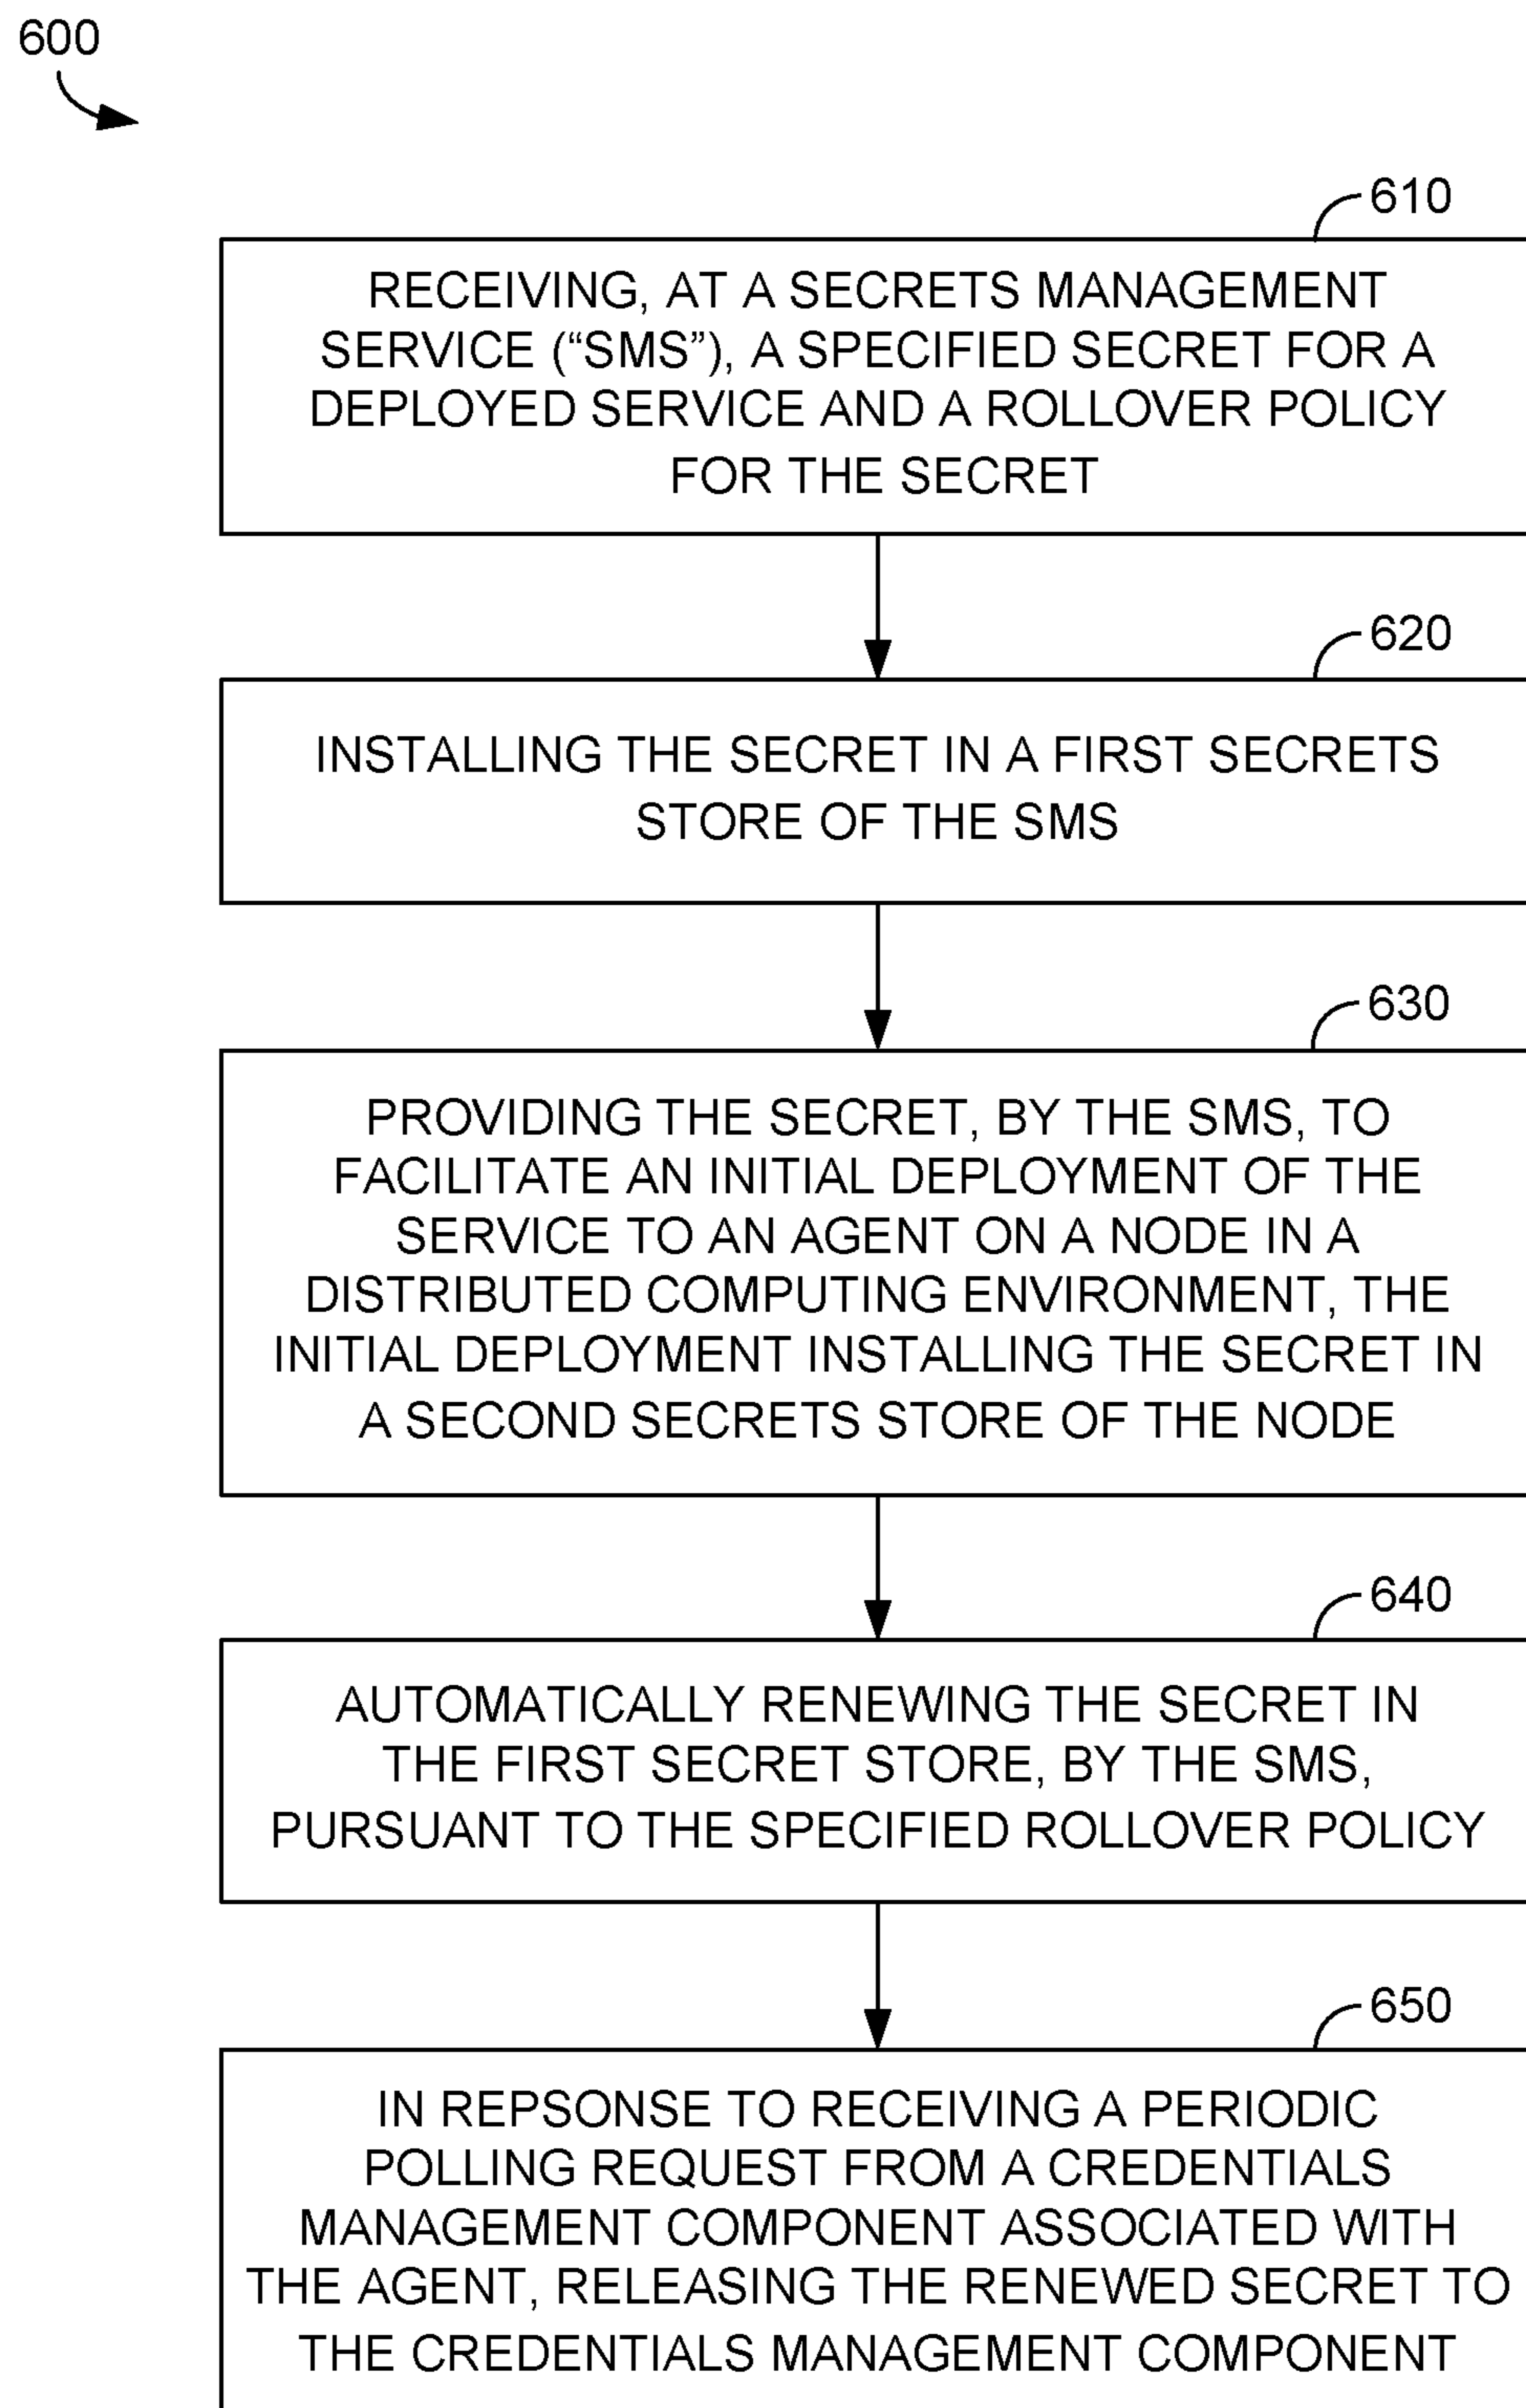 600
610
RECEIVING, AT A SECRETS MANAGEMENT
SERVICE (“SMS”), A SPECIFIED SECRET FOR A
DEPLOYED SERVICE AND A ROLLOVER POLICY
FOR THE SECRET
620
INSTALLING THE SECRET IN A FIRST SECRETS
STORE OF THE SMS
630
PROVIDING THE SECRET, BY THE SMS, TO
FACILITATE AN INITIAL DEPLOYMENT OF THE
SERVICE TO AN AGENT ON A NODE IN A
DISTRIBUTED COMPUTING ENVIRONMENT, THE
INITIAL DEPLOYMENT INSTALLING THE SECRET IN
A SECOND SECRETS STORE OF THE NODE
640
AUTOMATICALLY RENEWING THE SECRET IN
THE FIRST SECRET STORE, BY THE SMS,
PURSUANT TO THE SPECIFIED ROLLOVER POLICY
650
IN REPSONSE TO RECEIVING A PERIODIC
POLLING REQUEST FROM A CREDENTIALS
MANAGEMENT COMPONENT ASSOCIATED WITH
THE AGENT, RELEASING THE RENEWED SECRET TO
THE CREDENTIALS MANAGEMENT COMPONENT